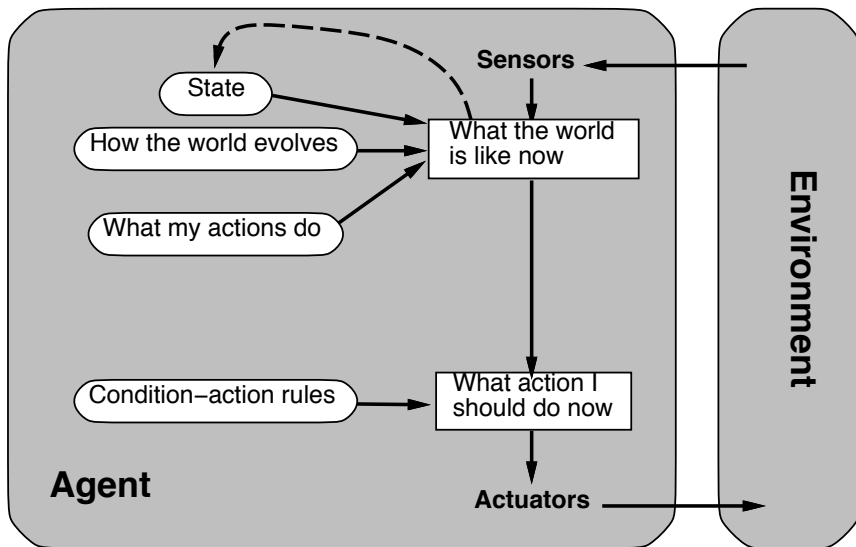 Sensors
State
What the world
is like now
How the world evolves
What my actions do
Environment
Condition−action rules
What action I
should do now
Agent
Actuators